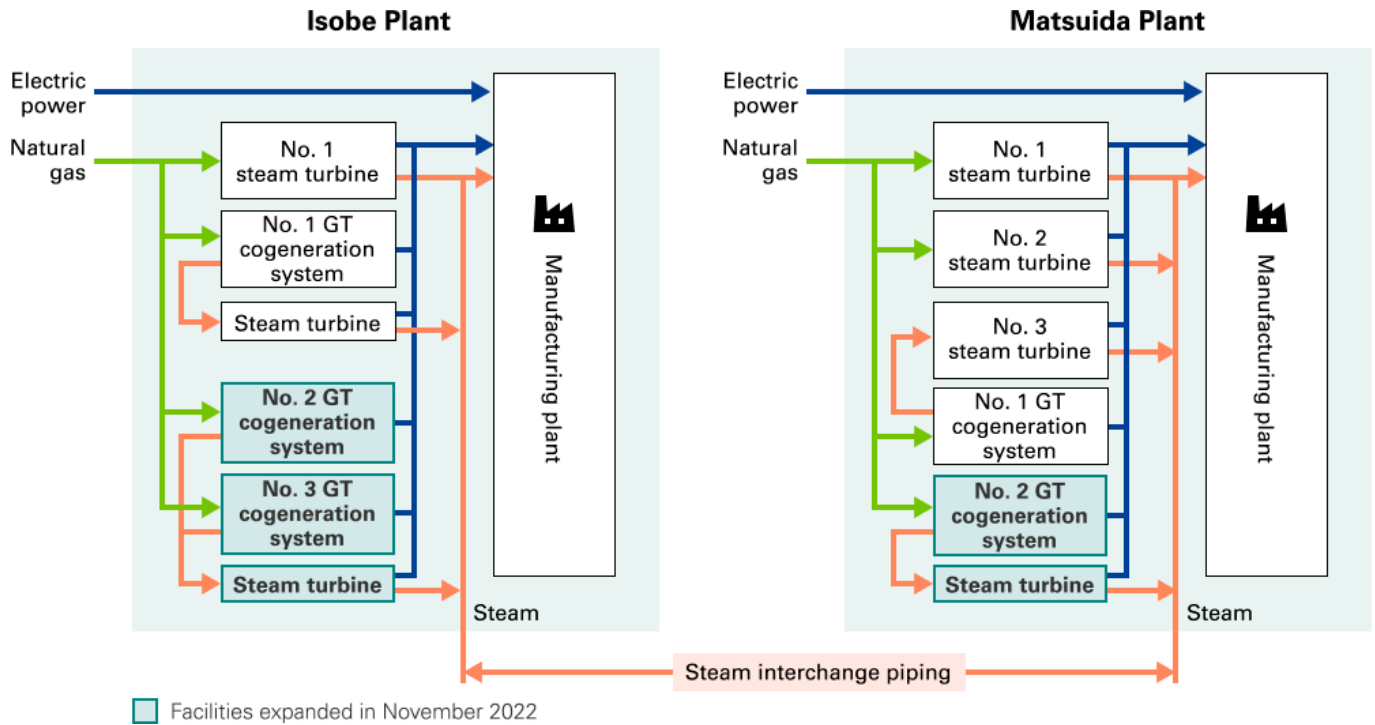 Isobe Plant
Electric
power
Natural
gas
No. 1
steam turbine
No. 1 GT
cogeneration
system
Steam turbine
No. 2 GT
cogeneration
system
No. 3 GT
cogeneration
system
Steam turbine
Manufacturing plant
Steam
Matsuida Plant
Electric
power
Natural
gas
No. 1
steam turbine
No. 2
steam turbine
No. 3
steam turbine
No. 1 GT
cogeneration
system
No. 2 GT
cogeneration
system
Steam turbine
Manufacturing plant
Steam
Steam interchange piping
Facilities expanded in November 2022